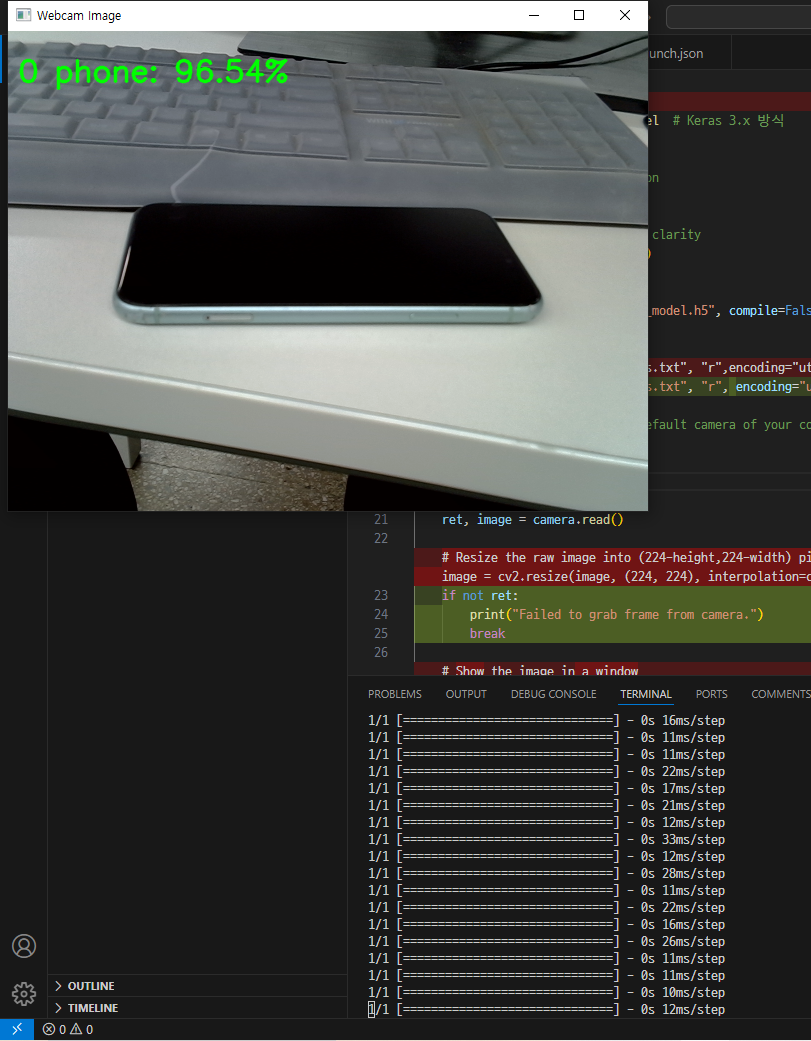 Webcam Image
0 phone: 96.54%
unch.json
el  # Keras 3.x 방식
on
clarity
)
_model.h5", compile=Fals
s.txt", "r",encoding="ut
s.txt", "r", encoding="u
efault camera of your co
21 ret, image = camera.read()
22
# Resize the raw image into (224-height,224-width) pi
image = cv2.resize(image, (224, 224), interpolation=c
23 if not ret:
24 print("Failed to grab frame from camera.")
25 break
26
# Show the image in a window
PROBLEMS OUTPUT DEBUG CONSOLE TERMINAL PORTS COMMENTS
1/1 [==============================] - 0s 16ms/step
1/1 [==============================] - 0s 11ms/step
1/1 [==============================] - 0s 11ms/step
1/1 [==============================] - 0s 22ms/step
1/1 [==============================] - 0s 17ms/step
1/1 [==============================] - 0s 21ms/step
1/1 [==============================] - 0s 12ms/step
1/1 [==============================] - 0s 33ms/step
1/1 [==============================] - 0s 12ms/step
1/1 [==============================] - 0s 28ms/step
1/1 [==============================] - 0s 11ms/step
1/1 [==============================] - 0s 22ms/step
1/1 [==============================] - 0s 16ms/step
1/1 [==============================] - 0s 26ms/step
1/1 [==============================] - 0s 11ms/step
1/1 [==============================] - 0s 11ms/step
1/1 [==============================] - 0s 10ms/step
1/1 [==============================] - 0s 12ms/step
OUTLINE
TIMELINE
0 0